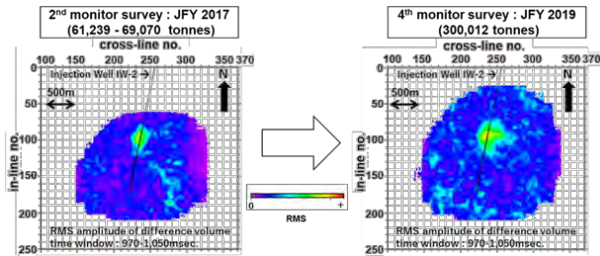 2nd monitor survey : JFY 2017
(61,239 - 69,070 tonnes)
cross-line no.
100 150 200 250 300 350 370
0
Injection Well IW-2→
N
500m
50
100
150
200
250
in-line no.
RMS amplitude of difference volume
time window : 970-1,050msec.
0 +
RMS
4th monitor survey : JFY 2019
(300,012 tonnes)
cross-line no.
100 150 200 250 300 350 370
0
Injection Well IW-2→
N
500m
50
100
150
200
250
in-line no.
RMS amplitude of difference volume
time window : 970-1,050msec.